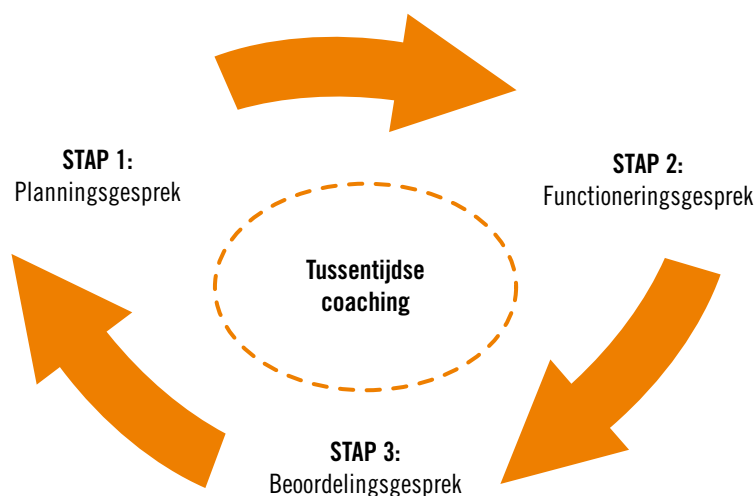 STAP 1:
Planningsgesprek
STAP 2:
Functioneringsgesprek
Tussentijdse
coaching
STAP 3:
Beoordelingsgesprek